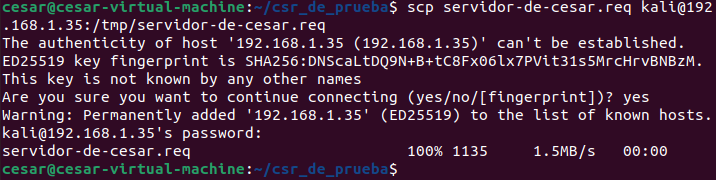 cesar@cesar-virtual-machine:~/csr_de_prueba$ scp servidor-de-cesar.req kali@192
.168.1.35:/tmp/servidor-de-cesar.req
The authenticity of host '192.168.1.35 (192.168.1.35)' can't be established.
ED25519 key fingerprint is SHA256:DNScaLtDQ9N+B+tC8Fx06lx7PVit31s5MrcHrvBNBzM.
This key is not known by any other names
Are you sure you want to continue connecting (yes/no/[fingerprint])? yes
Warning: Permanently added '192.168.1.35' (ED25519) to the list of known hosts.
kali@192.168.1.35's password:
servidor-de-cesar.req 100% 1135 1.5MB/s 00:00
cesar@cesar-virtual-machine:~/csr_de_prueba$